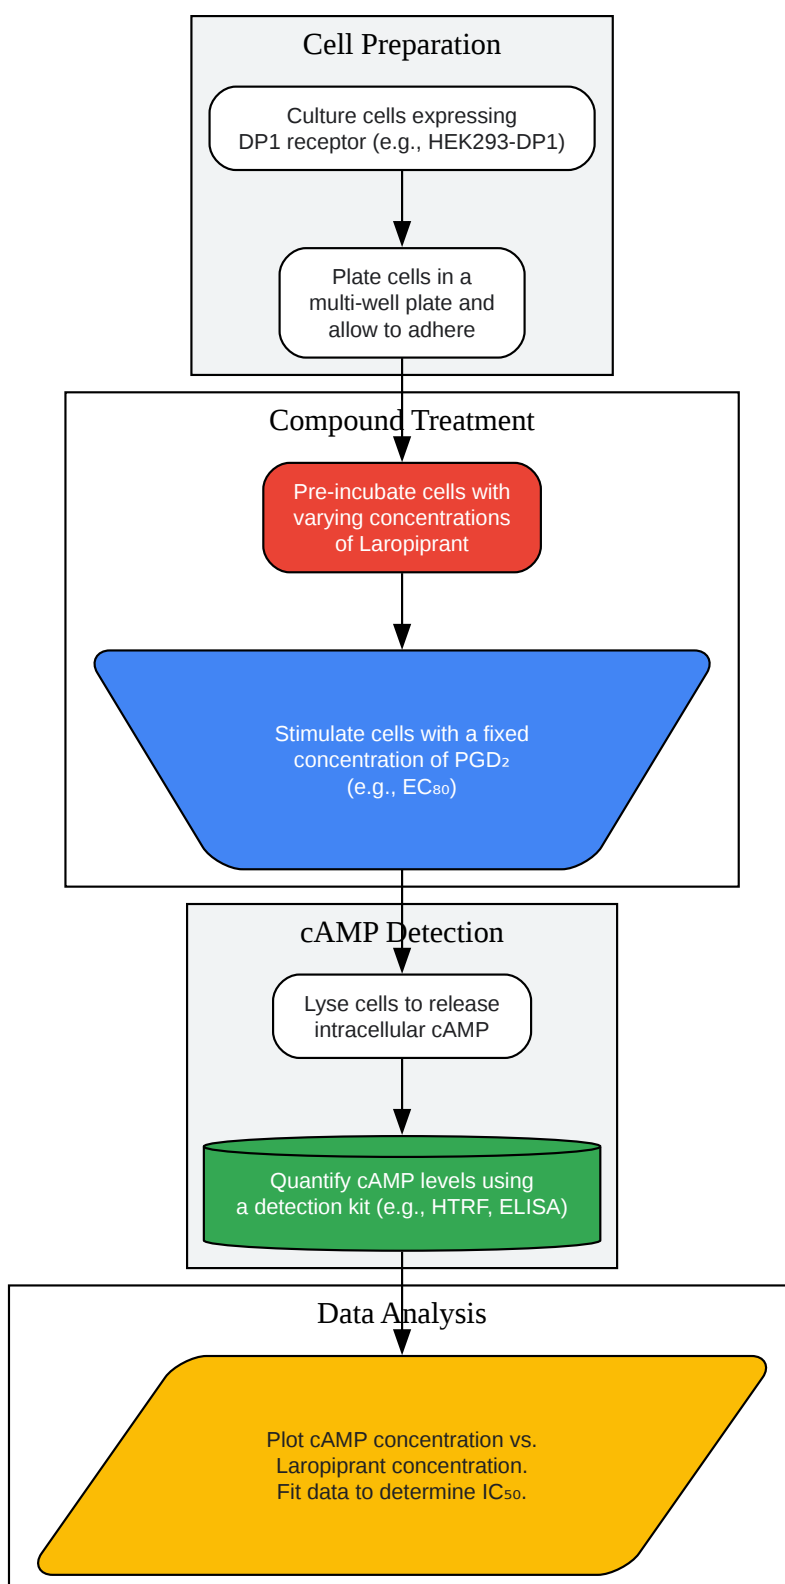 Cell Preparation
Culture cells expressing
DP1 receptor (e.g., HEK293-DP1)
Plate cells in a
multi-well plate and
allow to adhere
Compound Treatment
Pre-incubate cells with
varying concentrations
of Laropiprant
Stimulate cells with a fixed
concentration of PGD₂
(e.g., EC₈₀)
cAMP Detection
Lyse cells to release
intracellular cAMP
Quantify cAMP levels using
a detection kit (e.g., HTRF, ELISA)
Data Analysis
Plot cAMP concentration vs.
Laropiprant concentration.
Fit data to determine IC₅₀.